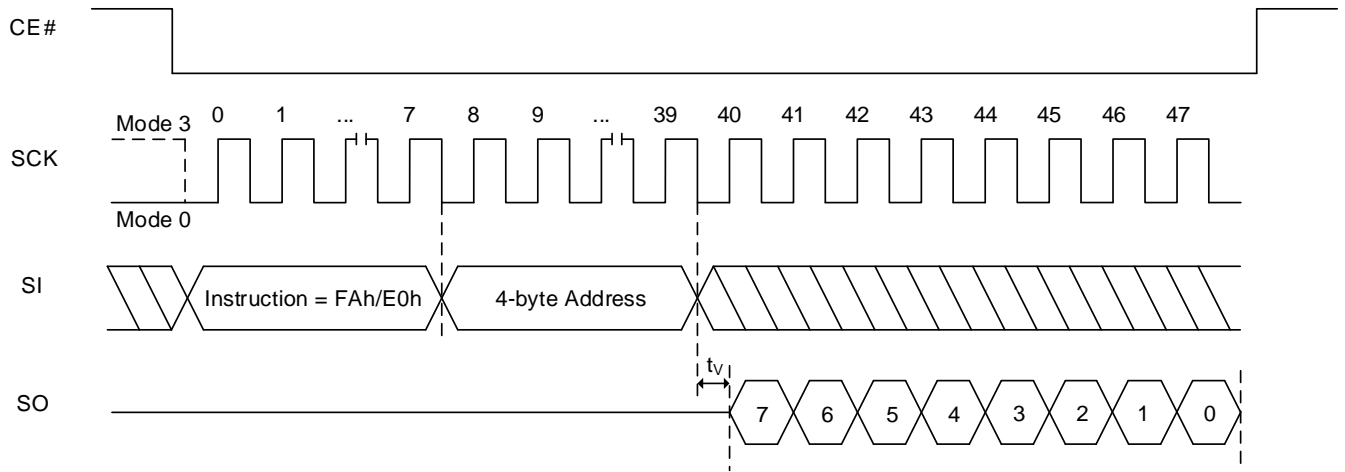 CE#
Mode 3 0 1 ... 7 8 9 ... 39 40 41 42 43 44 45 46 47
SCK
Mode 0
SI Instruction = FAh/E0h 4-byte Address
tV
SO 7 6 5 4 3 2 1 0